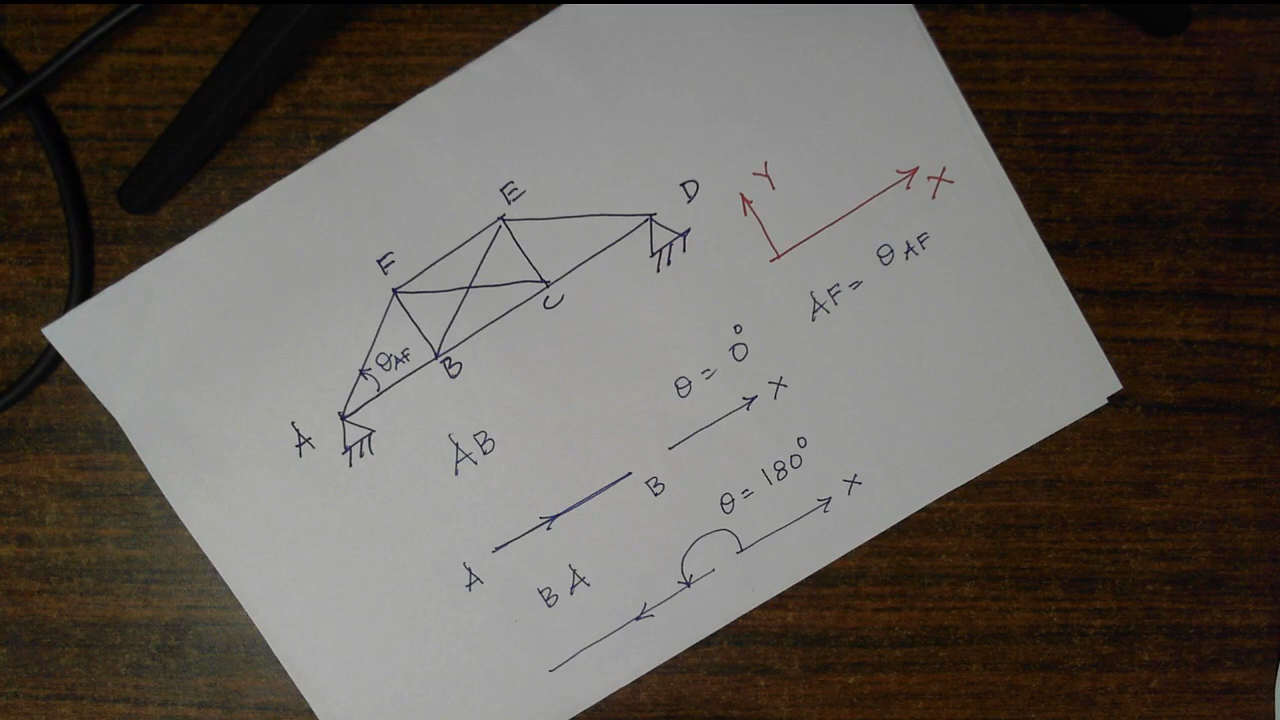 E
D
F
θAF
A
B
C
Y
X
AF = θAF
AB
θ = 0°
X
A
B
BA
θ = 180°
X